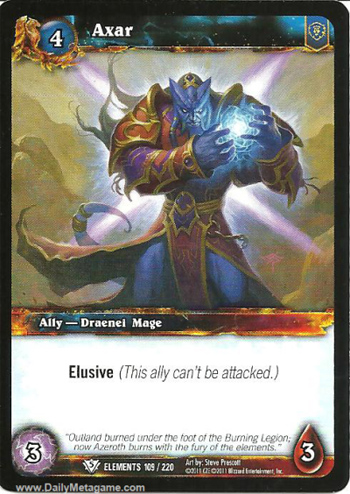 4
Axar
Ally — Draenei Mage
Elusive (This ally can't be attacked.)
3
3
ELEMENTS 109 / 220
Art by: Steve Prescott
©2011 CZE ©2011 Blizzard Entertainment, Inc.
"Outland burned under the foot of the Burning Legion;
now Azeroth burns with the fury of the elements."
www.DailyMetagame.com